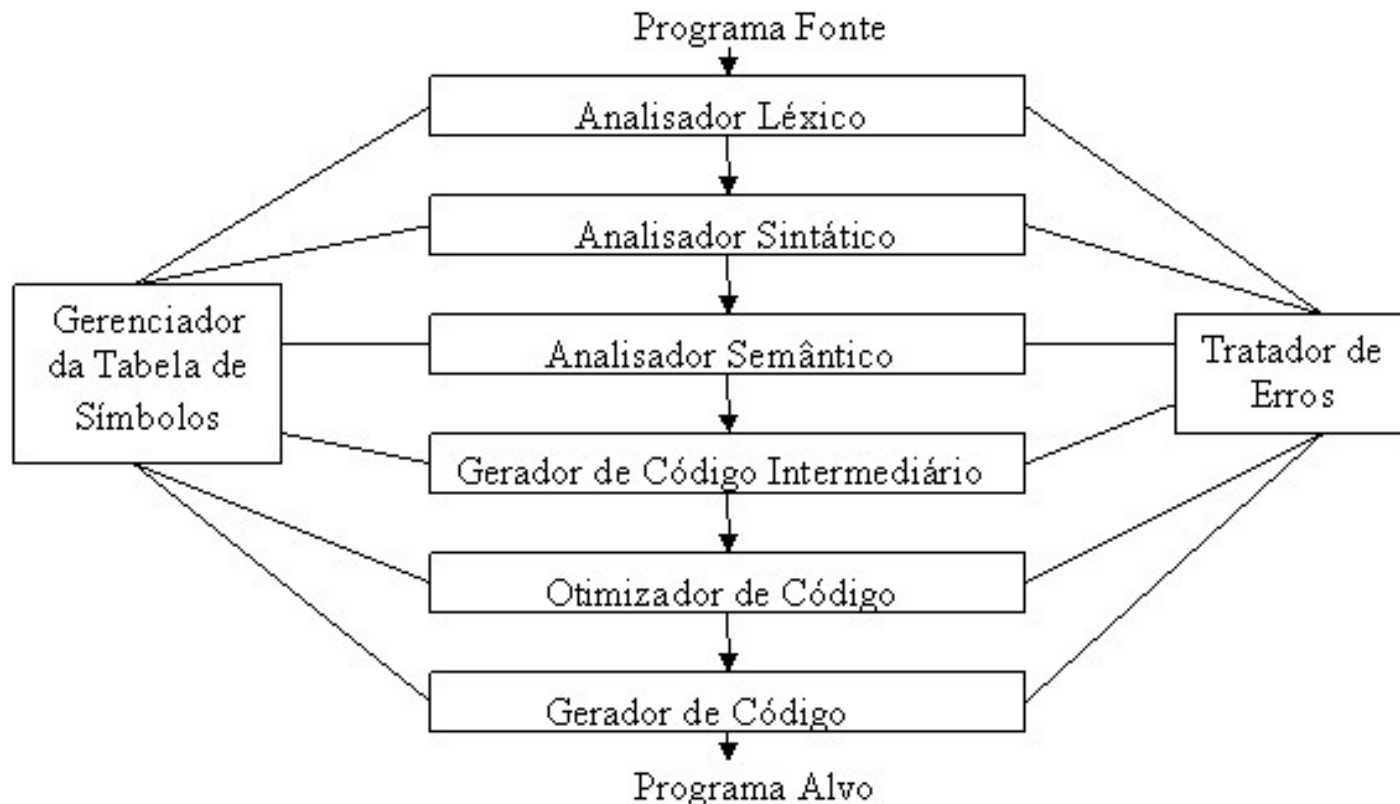 Programa Fonte
Analisador Léxico
Analisador Sintático
Gerenciador
da Tabela de
Símbolos
Analisador Semântico
Tratador de
Erros
Gerador de Código Intermediário
Otimizador de Código
Gerador de Código
Programa Alvo